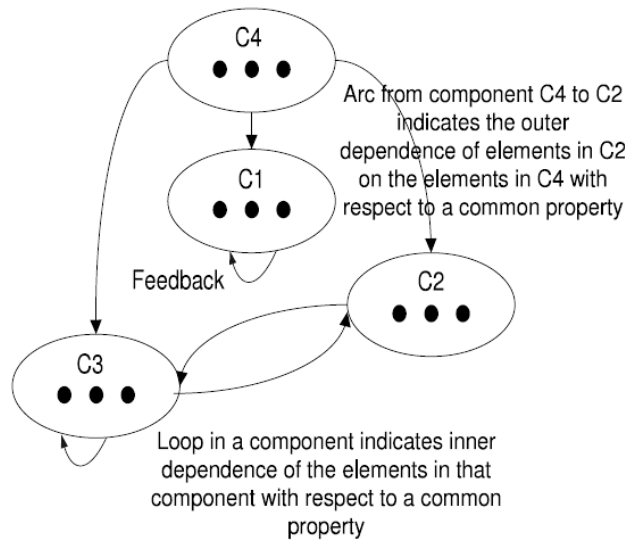 C4
Arc from component C4 to C2
indicates the outer
dependence of elements in C2
on the elements in C4 with
respect to a common property
C1
Feedback
C2
C3
Loop in a component indicates inner
dependence of the elements in that
component with respect to a common
property